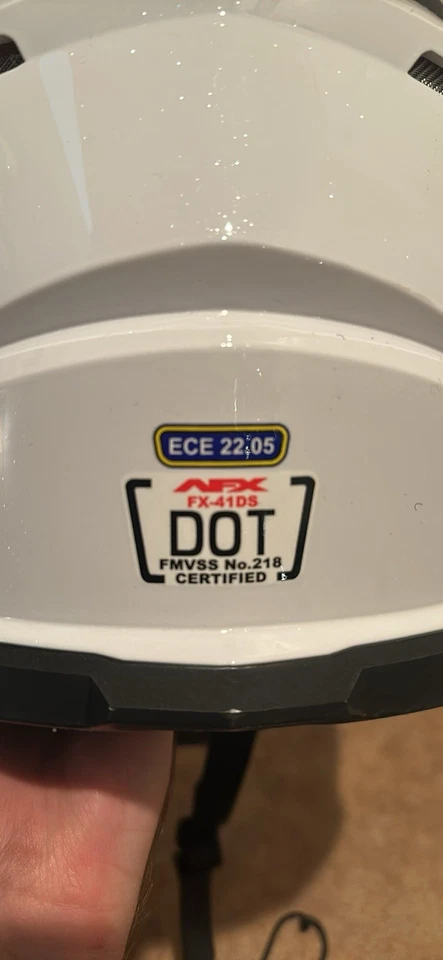 ECE 22.05
AFX
FX-41DS
DOT
FMVSS No.218
CERTIFIED